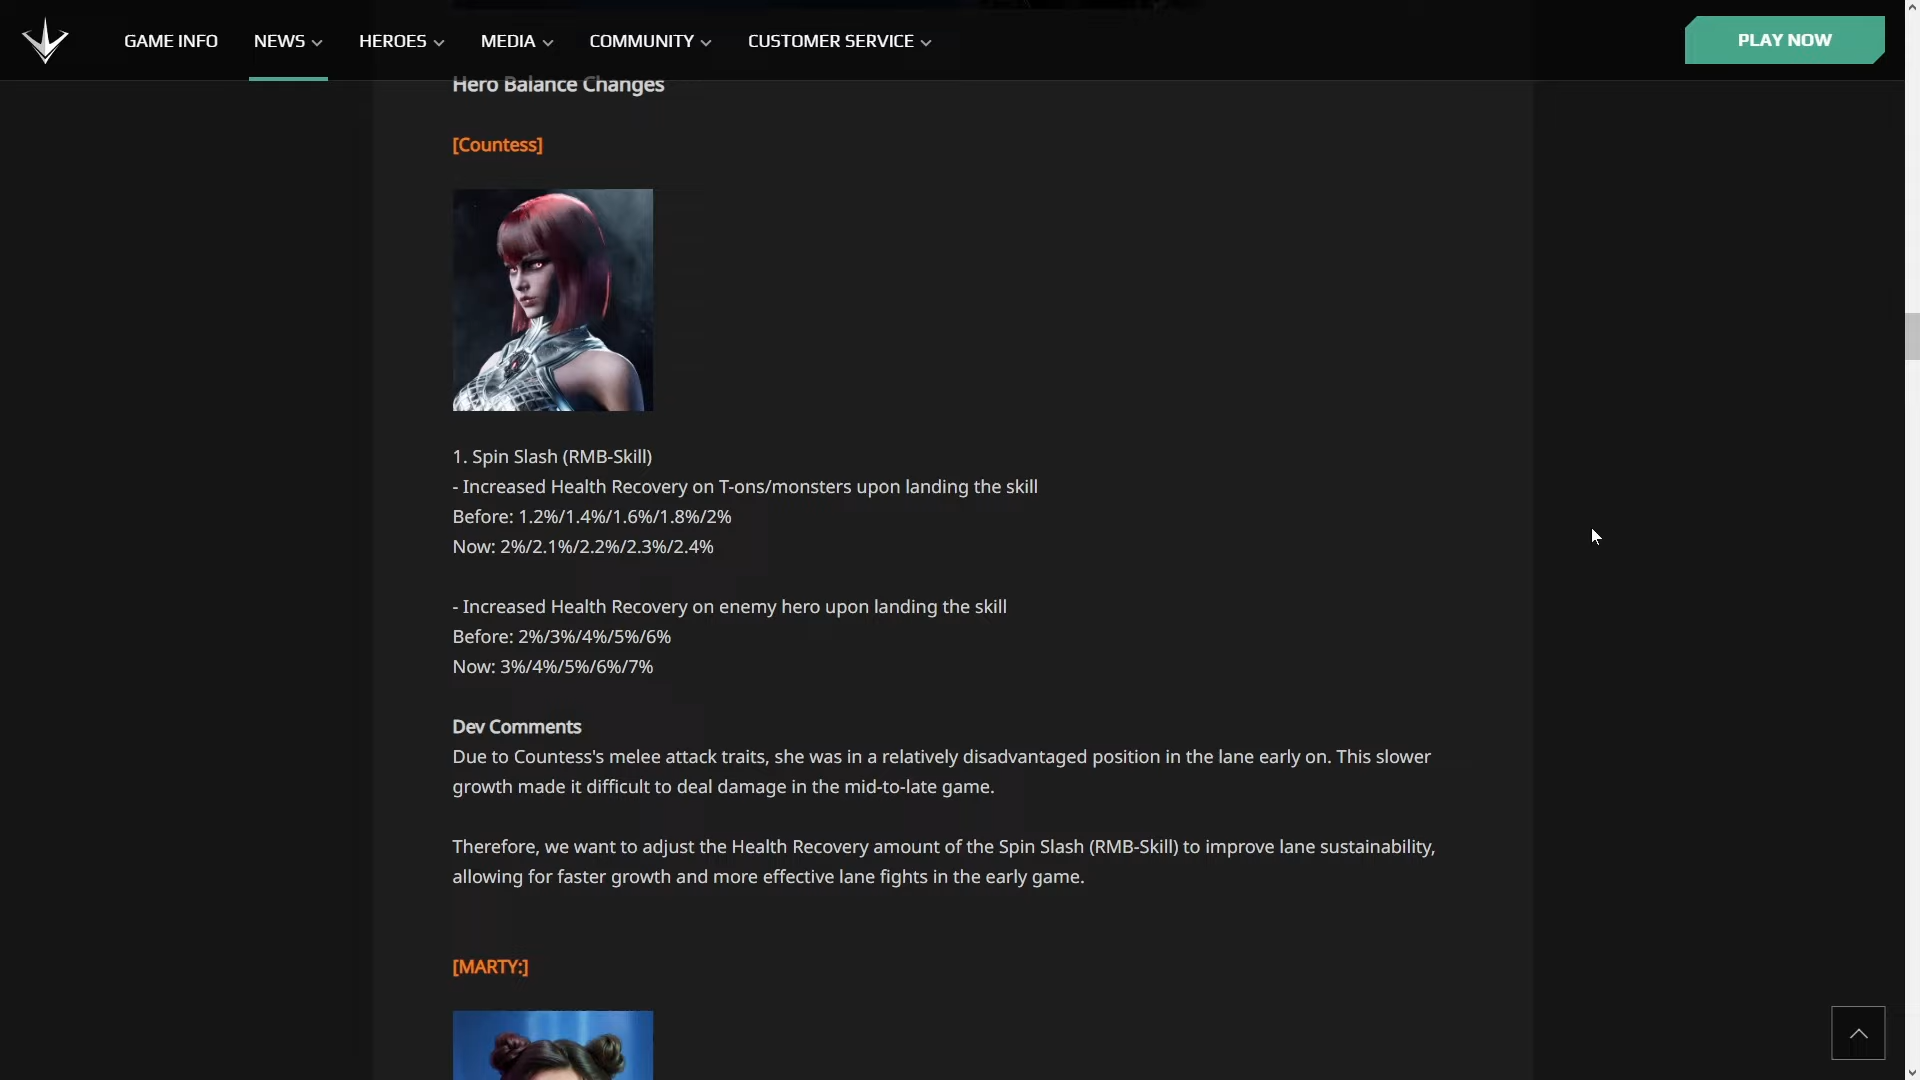 GAME INFO NEWS HEROES MEDIA COMMUNITY CUSTOMER SERVICE PLAY NOW
Hero Balance Changes
[Countess]
1. Spin Slash (RMB-Skill)
- Increased Health Recovery on T-ons/monsters upon landing the skill
Before: 1.2%/1.4%/1.6%/1.8%/2%
Now: 2%/2.1%/2.2%/2.3%/2.4%
- Increased Health Recovery on enemy hero upon landing the skill
Before: 2%/3%/4%/5%/6%
Now: 3%/4%/5%/6%/7%
Dev Comments
Due to Countess's melee attack traits, she was in a relatively disadvantaged position in the lane early on. This slower
growth made it difficult to deal damage in the mid-to-late game.
Therefore, we want to adjust the Health Recovery amount of the Spin Slash (RMB-Skill) to improve lane sustainability,
allowing for faster growth and more effective lane fights in the early game.
[MARTY:]